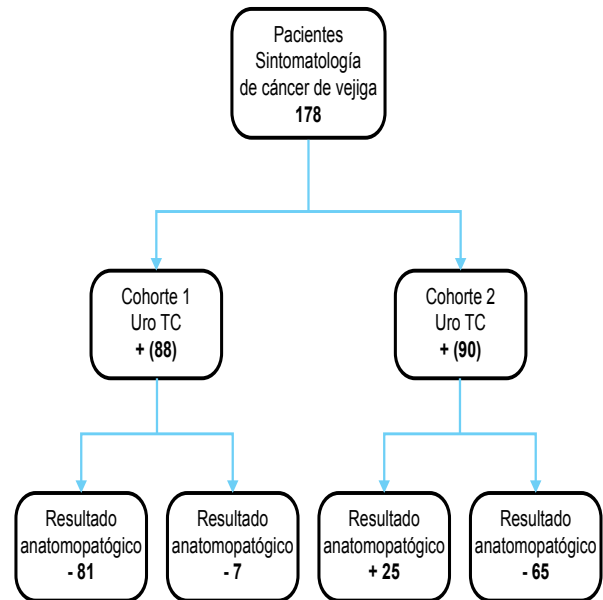 Pacientes
Sintomatología
de cáncer de vejiga
178
Cohorte 1
Uro TC
+ (88)
Cohorte 2
Uro TC
+ (90)
Resultado
anatomopatógico
- 81
Resultado
anatomopatógico
- 7
Resultado
anatomopatógico
+ 25
Resultado
anatomopatógico
- 65